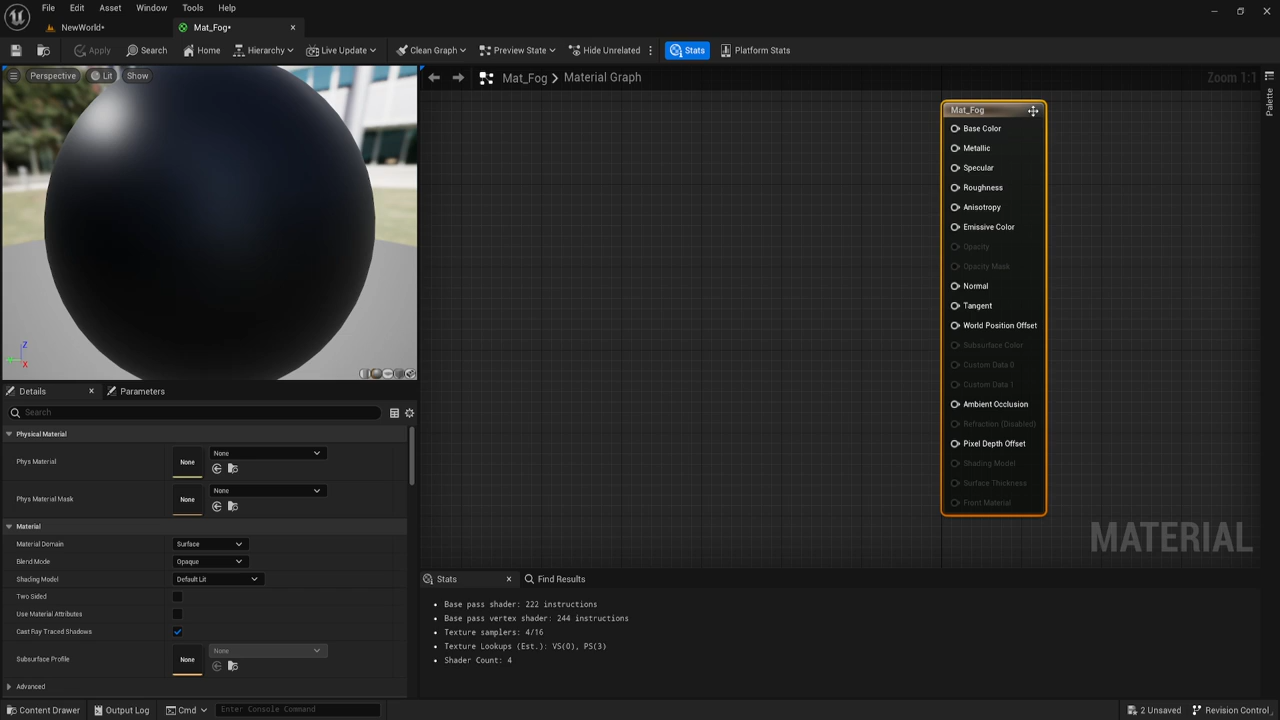 File Edit Asset Window Tools Help
NewWorld•
Mat_Fog•
Apply
Search
Home
Hierarchy
Live Update
Clean Graph
Preview State
Hide Unrelated
Stats
Platform Stats
Perspective
Lit
Show
Z
X
Mat_Fog
Material Graph
Zoom 1:1
Palette
Mat_Fog
Base Color
Metallic
Specular
Roughness
Anisotropy
Emissive Color
Opacity
Opacity Mask
Normal
Tangent
World Position Offset
Subsurface Color
Custom Data 0
Custom Data 1
Ambient Occlusion
Refraction (Disabled)
Pixel Depth Offset
Shading Model
Surface Thickness
Front Material
MATERIAL
Details
Parameters
Search
Physical Material
Phys Material
None
None
Phys Material Mask
None
None
Material
Material Domain
Surface
Blend Mode
Opaque
Shading Model
Default Lit
Two Sided
Use Material Attributes
Cast Ray Traced Shadows
Subsurface Profile
None
None
Advanced
Stats
Find Results
Base pass shader: 222 instructions
Base pass vertex shader: 244 instructions
Texture samplers: 4/16
Texture Lookups (Est.): VS(0), PS(3)
Shader Count: 4
Content Drawer
Output Log
Cmd
Enter Console Command
2 Unsaved
Revision Control